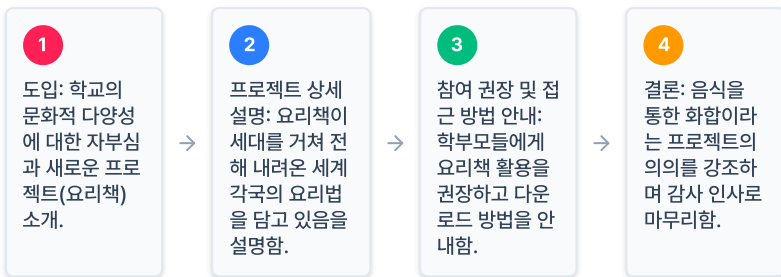 1
도입: 학교의
문화적 다양성
에 대한 자부심
과 새로운 프로
젝트(요리책)
소개.
2
프로젝트 상세
설명: 요리책이
세대를 거쳐 전
해 내려온 세계
각국의 요리법
을 담고 있음을
설명함.
3
참여 권장 및 접
근 방법 안내:
학부모들에게
요리책 활용을
권장하고 다운
로드 방법을 안
내함.
4
결론: 음식을
통한 화합이라
는 프로젝트의
의의를 강조하
며 감사 인사로
마무리함.